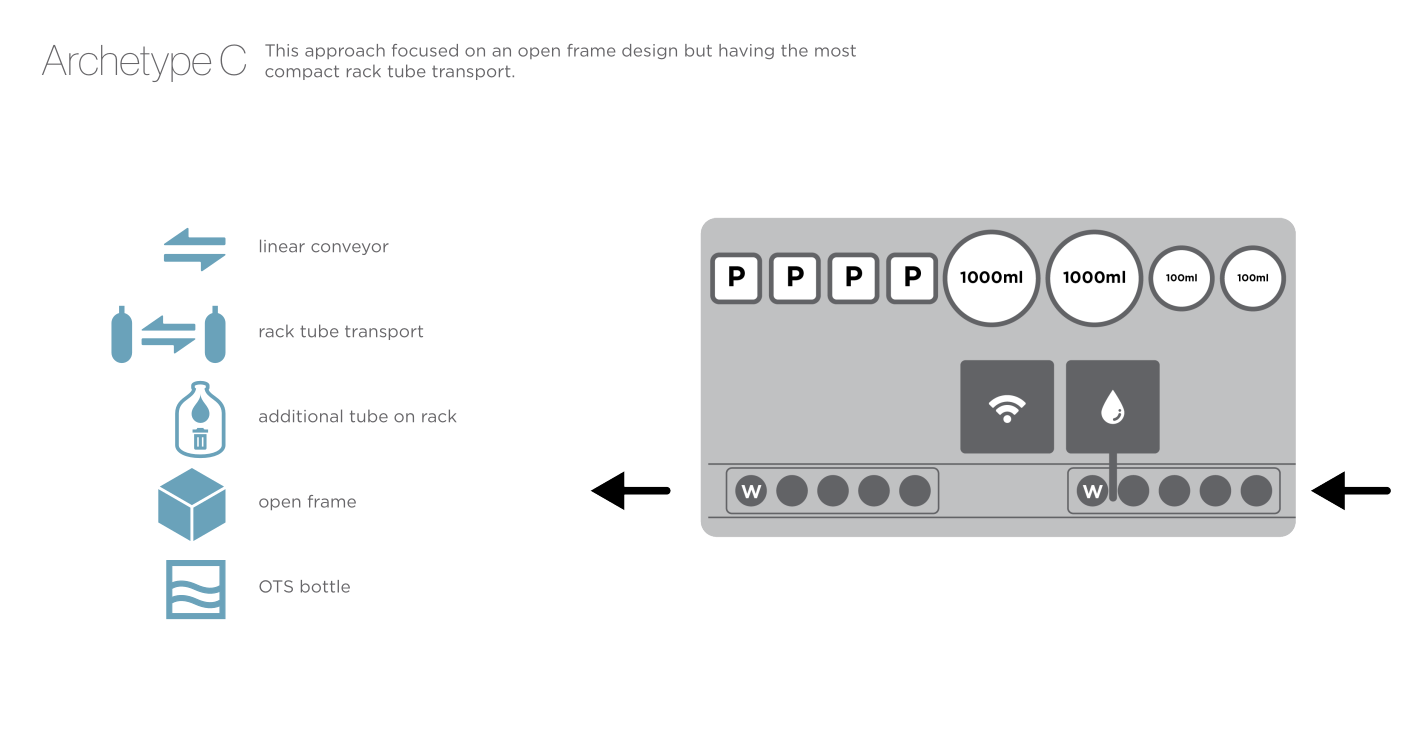 Archetype C
This approach focused on an open frame design but having the most
compact rack tube transport.
linear conveyor
rack tube transport
additional tube on rack
open frame
OTS bottle
P P P P 1000ml 1000ml 100ml 100ml
W W